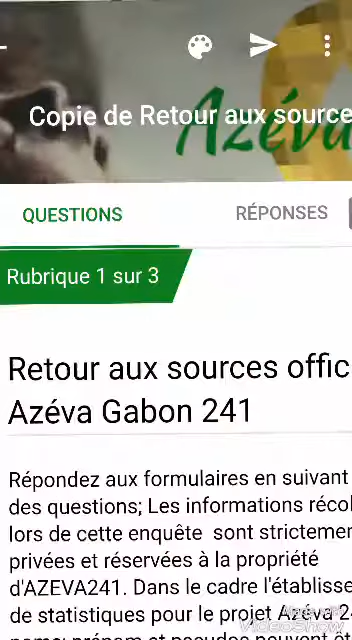 Copie de Retour aux source
Azéva
QUESTIONS
RÉPONSES
Rubrique 1 sur 3
Retour aux sources offic
Azéva Gabon 241
Répondez aux formulaires en suivant
des questions; Les informations récol
lors de cette enquête sont strictemen
privées et réservées à la propriété
d'AZEVA241. Dans le cadre l'établisse
de statistiques pour le projet Azéva 2
VideoShow